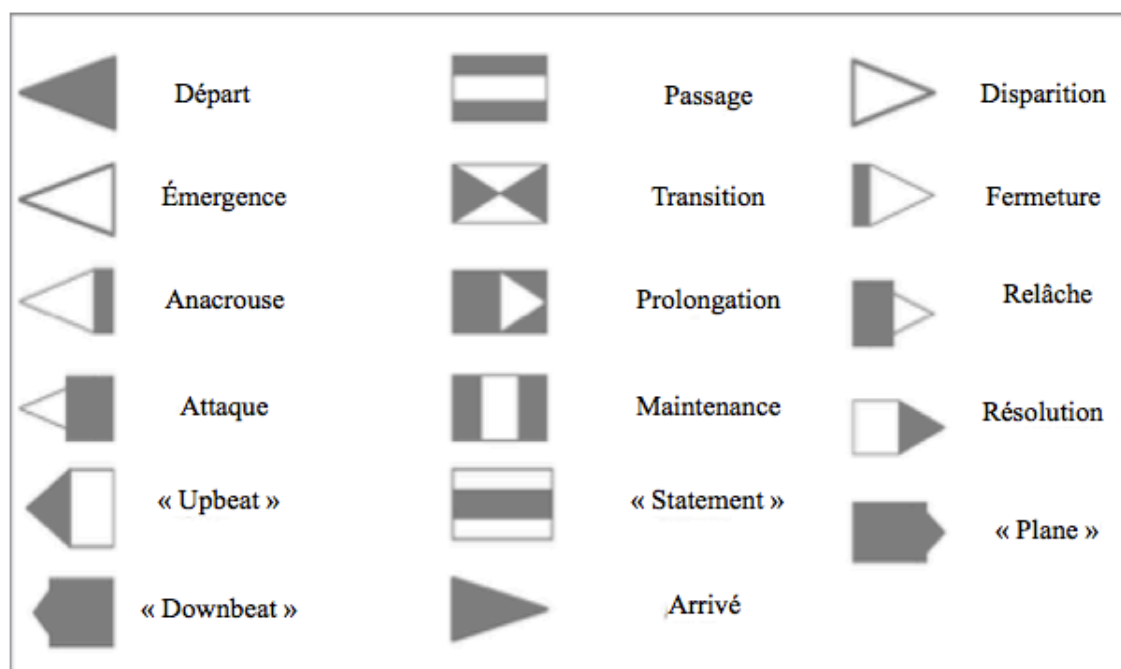 Départ
Passage
Disparition
Émergence
Transition
Fermeture
Anacrouse
Prolongation
Relâche
Attaque
Maintenance
Résolution
« Upbeat »
« Statement »
« Plane »
« Downbeat »
Arrivé